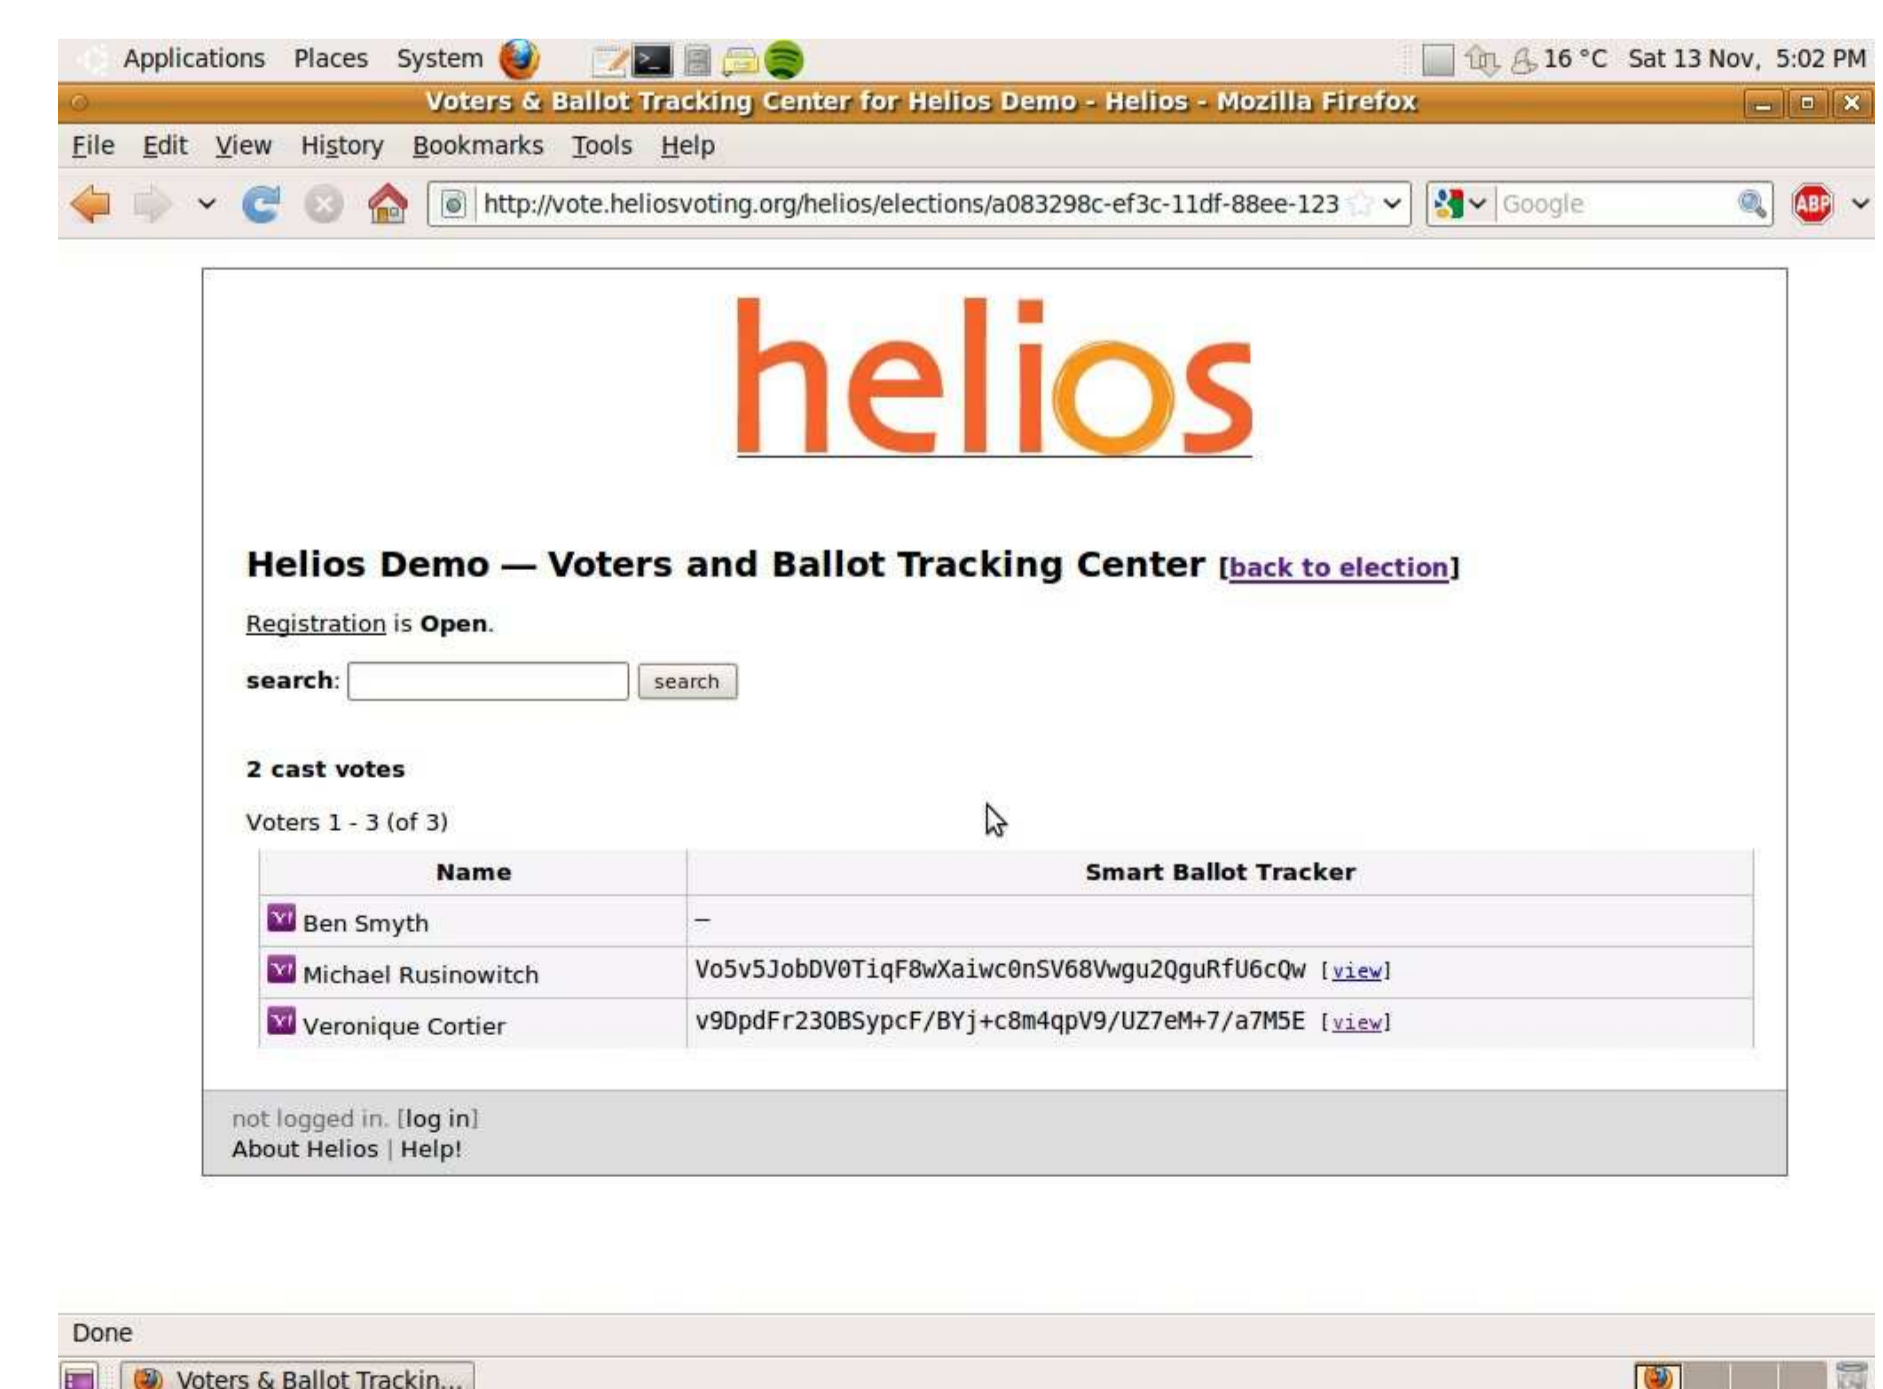 Applications Places System 16 °C Sat 13 Nov, 5:02 PM
Voters & Ballot Tracking Center for Helios Demo - Helios - Mozilla Firefox
File Edit View History Bookmarks Tools Help
http://vote.heliosvoting.org/helios/elections/a083298c-ef3c-11df-88ee-123 Google ABP
helios
Helios Demo — Voters and Ballot Tracking Center [back to election]
Registration is Open.
search: search
2 cast votes
Voters 1 - 3 (of 3)
Name Smart Ballot Tracker
Y! Ben Smyth —
Y! Michael Rusinowitch Vo5v5JobDV0TiqF8wXaiwc0nSV68Vwgu2QguRfU6cQw [view]
Y! Veronique Cortier v9DpdFr23OBSypcF/BYj+c8m4qpV9/UZ7eM+7/a7M5E [view]
not logged in. [log in]
About Helios | Help!
Done
Voters & Ballot Trackin...